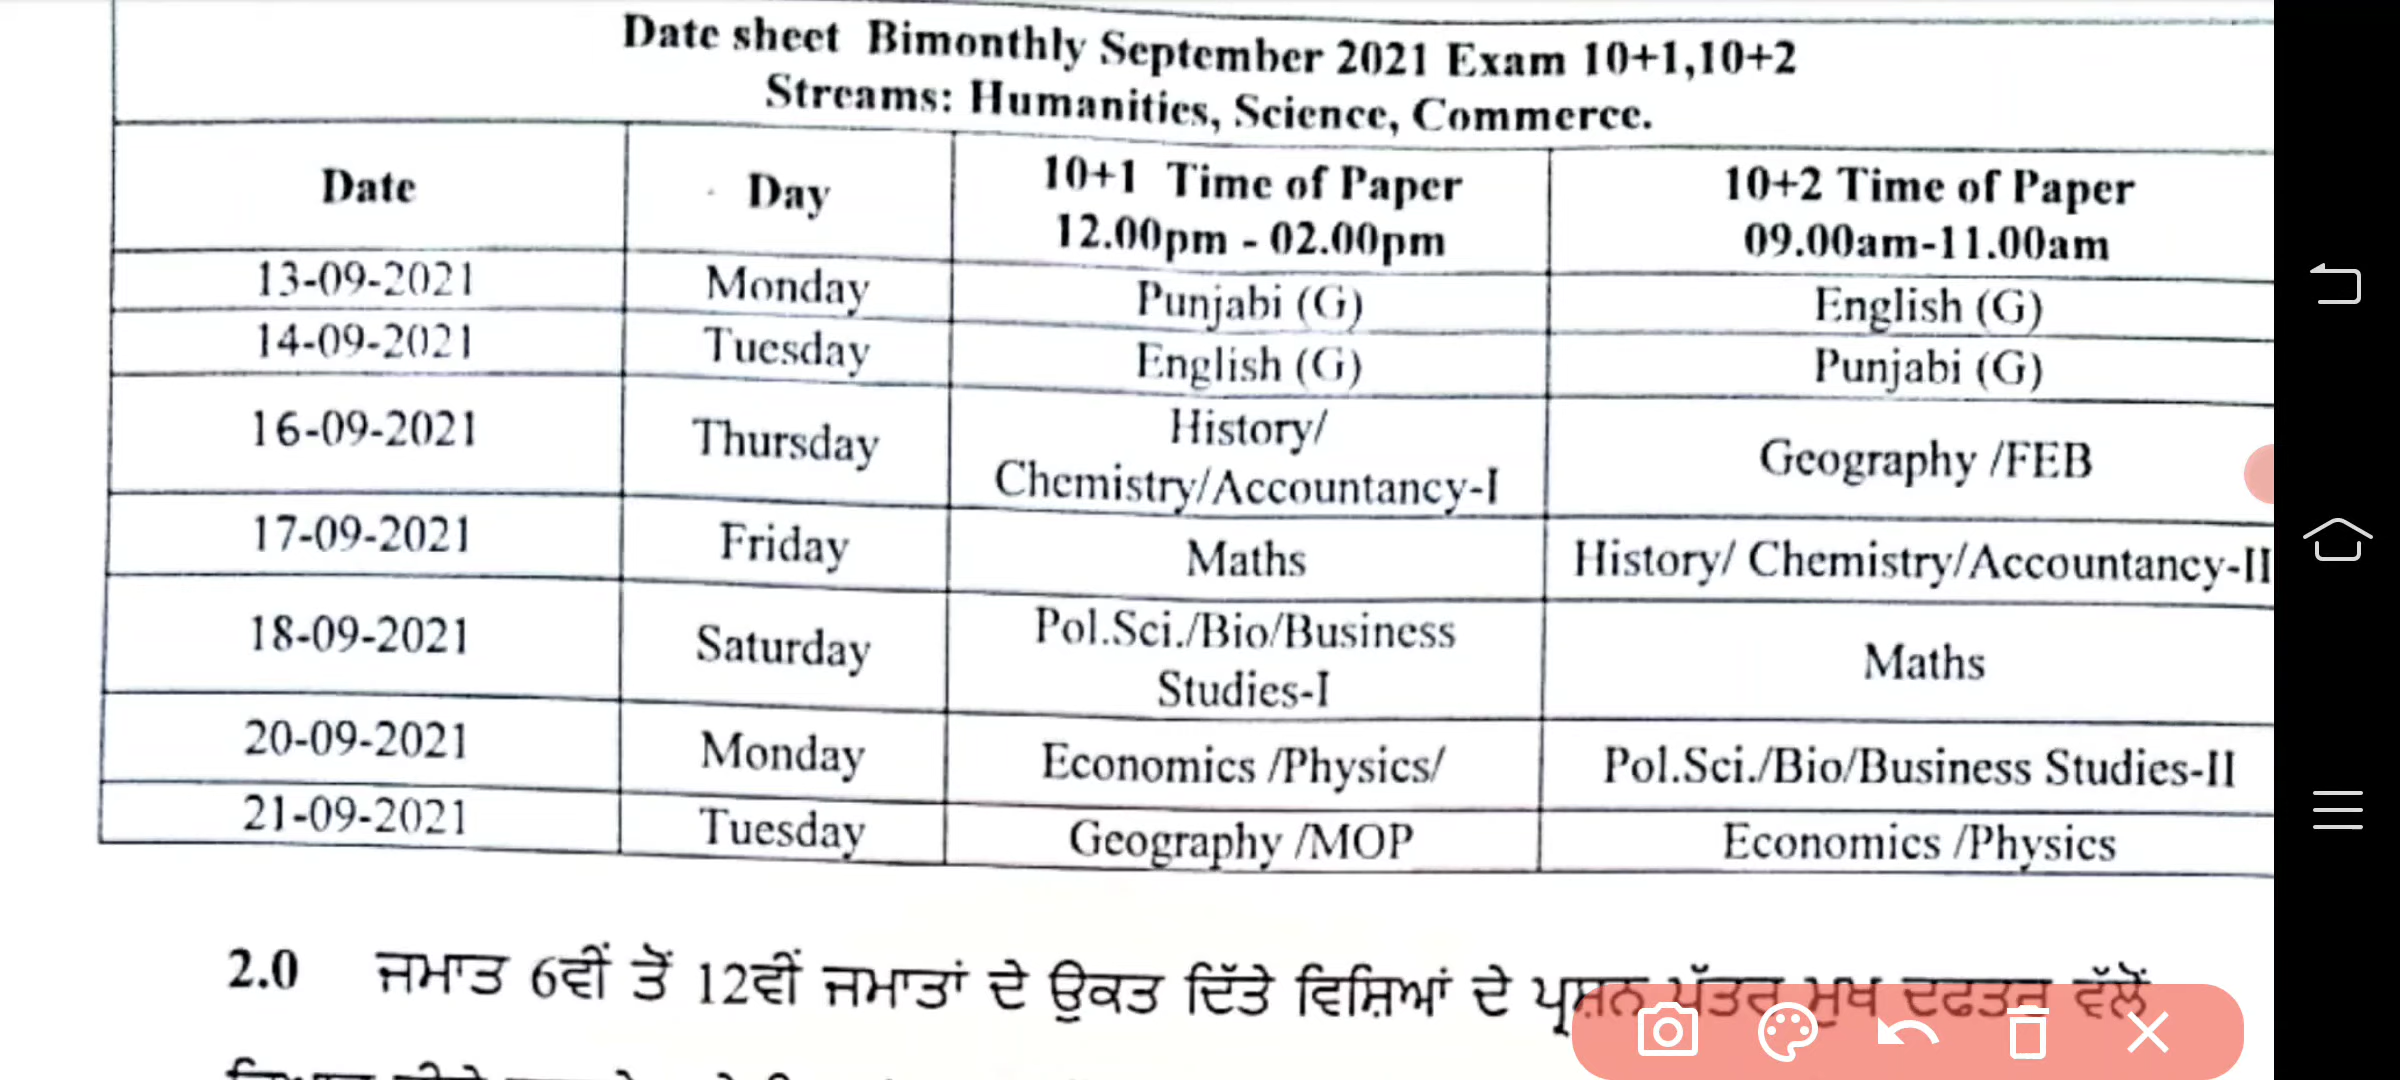 Date sheet Bimonthly September 2021 Exam 10+1,10+2
Streams: Humanities, Science, Commerce.
Date Day 10+1 Time of Paper 10+2 Time of Paper
12.00pm - 02.00pm 09.00am-11.00am
13-09-2021 Monday Punjabi (G) English (G)
14-09-2021 Tuesday English (G) Punjabi (G)
16-09-2021 Thursday History/ Geography /FEB
Chemistry/Accountancy-I
17-09-2021 Friday Maths History/ Chemistry/Accountancy-II
18-09-2021 Saturday Pol.Sci./Bio/Business Maths
Studies-I
20-09-2021 Monday Economics /Physics/ Pol.Sci./Bio/Business Studies-II
21-09-2021 Tuesday Geography /MOP Economics /Physics
2.0 ਜਮਾਤ 6ਵੀਂ ਤੋਂ 12ਵੀਂ ਜਮਾਤਾਂ ਦੇ ਉਕਤ ਦਿੱਤੇ ਵਿਸ਼ਿਆਂ ਦੇ ਪ੍ਰਸ਼ਨ ਪੱਤਰ ਮੁਖ ਦਫਤਰ ਵੱਲੋਂ